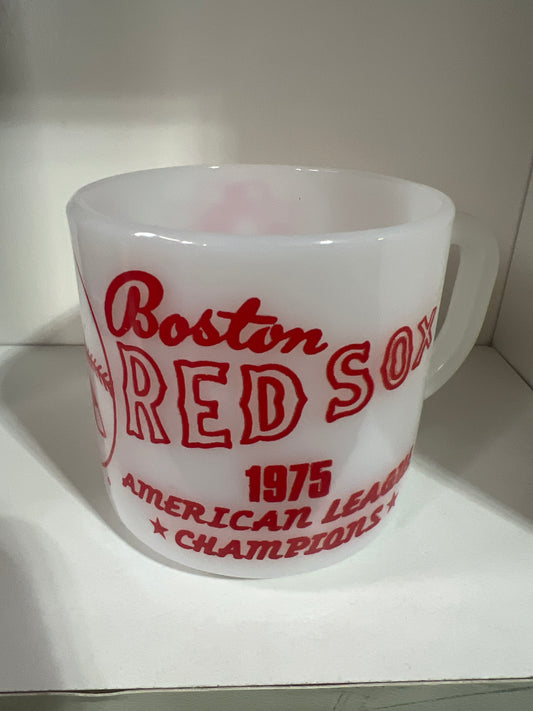 Boston
RED SOX
1975
AMERICAN LEAGUE
★ CHAMPIONS ★